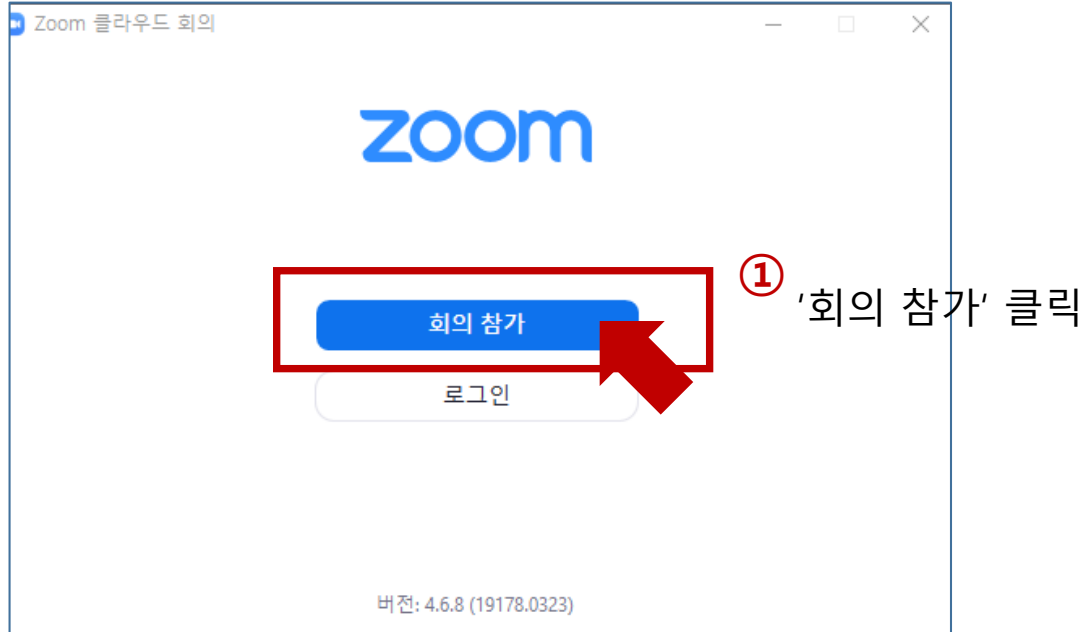 Zoom 클라우드 회의
zoom
①
'회의 참가' 클릭
회의 참가
로그인
버전: 4.6.8 (19178.0323)